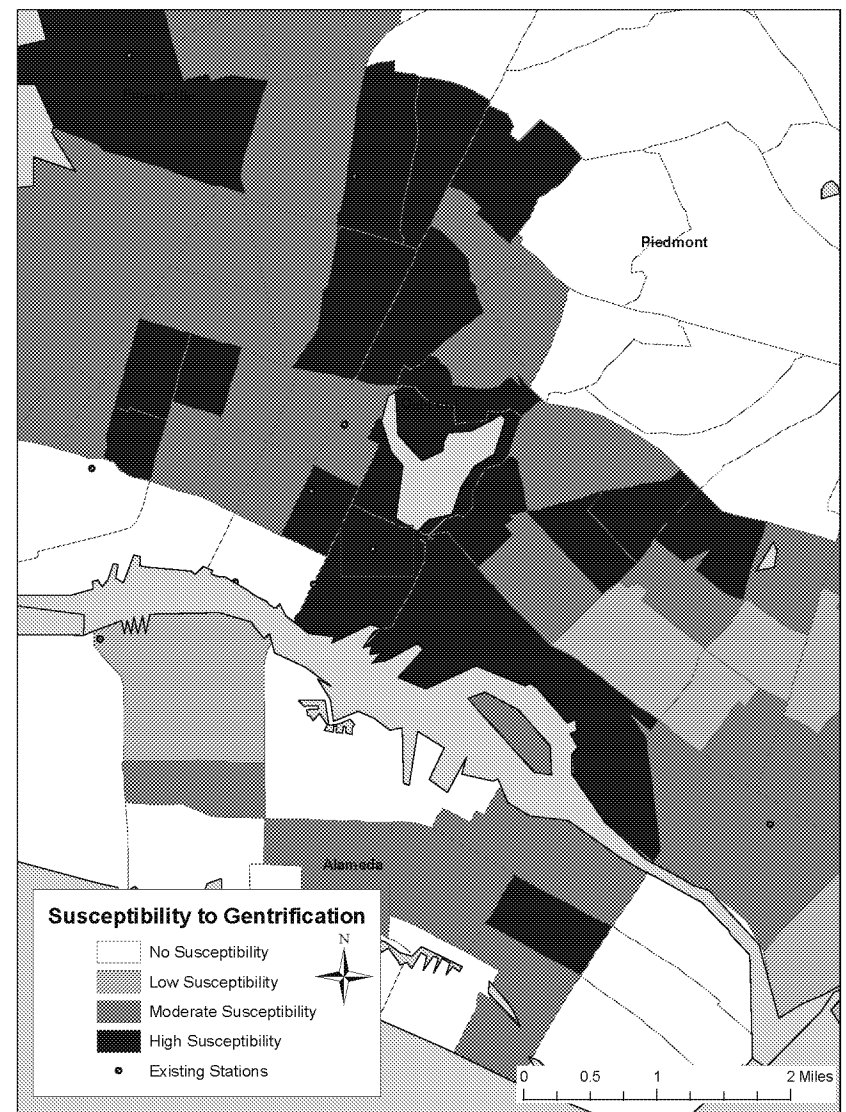 Piedmont
Alameda
Susceptibility to Gentrification
N
No Susceptibility
Low Susceptibility
Moderate Susceptibility
High Susceptibility
Existing Stations
0 0.5 1 2 Miles